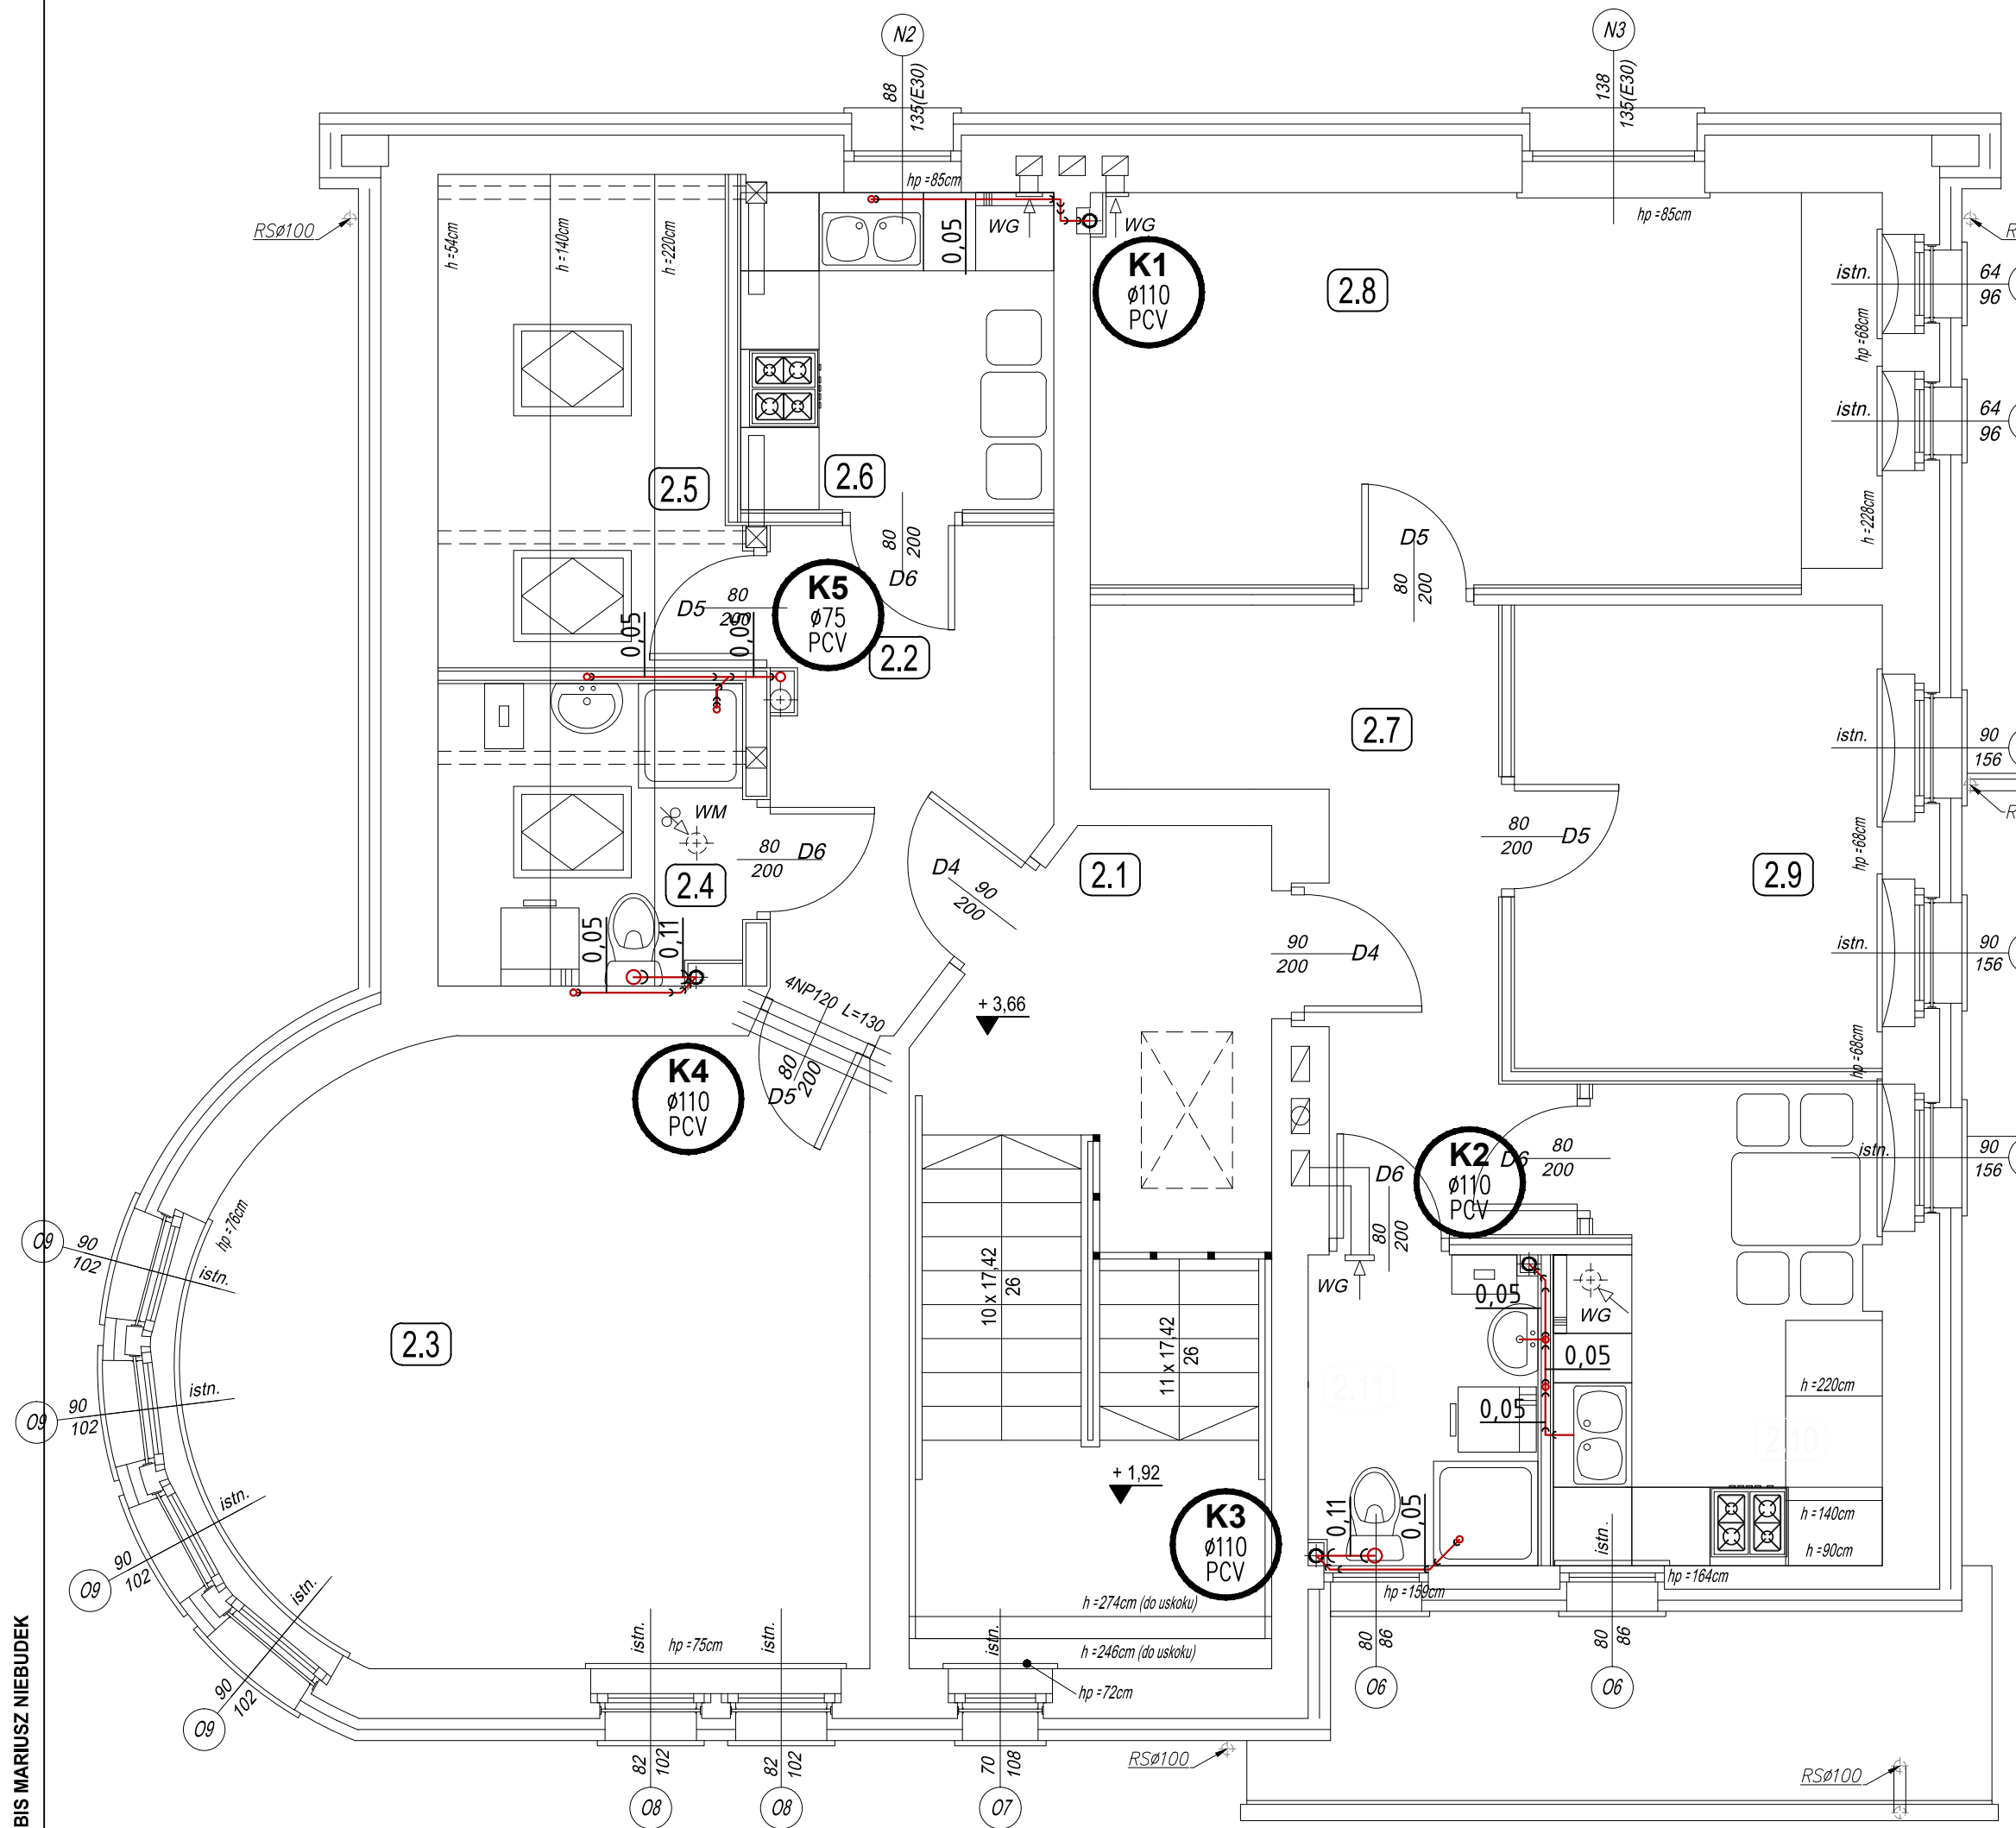 N2
88
135(E30)
N3
138
135(E30)
hp =85cm
hp =85cm
RSø100
h =54cm
h =140cm
h =220cm
0,05
WG
WG
K1
ø110
PCV
2.8
istn.
64
96
hp =68cm
istn.
64
96
h =228cm
2.5
2.6
80
200
D6
D5
80
200
K5
ø75
PCV
D5
80
200
0,05
0,05
2.2
2.7
istn.
90
156
hp =68cm
WM
80
200
D6
2.4
D4
90
200
2.1
80
200
D5
2.9
0,05
0,11
90
200
D4
istn.
90
156
4NP120 L=130
+ 3,66
hp =68cm
K4
ø110
PCV
80
200
D5
K2
ø110
PCV
D6
80
200
D6
80
200
istn.
90
156
hp =76cm
O9
90
102
istn.
10 x 17,42
26
WG
0,05
WG
2.3
11 x 17,42
26
2.11
0,05
h =220cm
O9
90
102
istn.
0,05
2.10
+ 1,92
K3
ø110
PCV
0,11
0,05
istn.
h =140cm
h =90cm
O9
90
102
istn.
hp =159cm
hp =164cm
h =274cm (do uskoku)
h =246cm (do uskoku)
O9
90
102
istn.
istn.
hp =75cm
istn.
istn.
hp =72cm
80
86
O6
80
86
O6
82
102
O8
82
102
O8
70
108
O7
RSø100
RSø100
BIS MARIUSZ NIEBUDEK